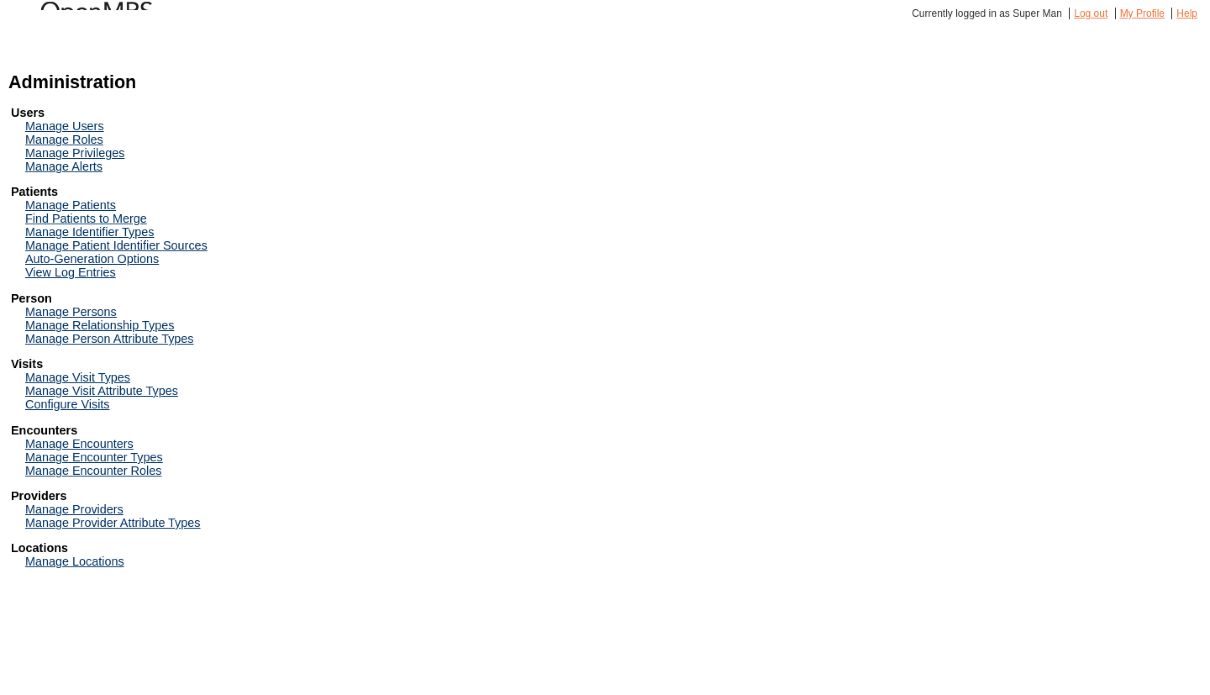 OpenMRS
Currently logged in as Super Man Log out My Profile Help
Administration
Users
Manage Users
Manage Roles
Manage Privileges
Manage Alerts
Patients
Manage Patients
Find Patients to Merge
Manage Identifier Types
Manage Patient Identifier Sources
Auto-Generation Options
View Log Entries
Person
Manage Persons
Manage Relationship Types
Manage Person Attribute Types
Visits
Manage Visit Types
Manage Visit Attribute Types
Configure Visits
Encounters
Manage Encounters
Manage Encounter Types
Manage Encounter Roles
Providers
Manage Providers
Manage Provider Attribute Types
Locations
Manage Locations